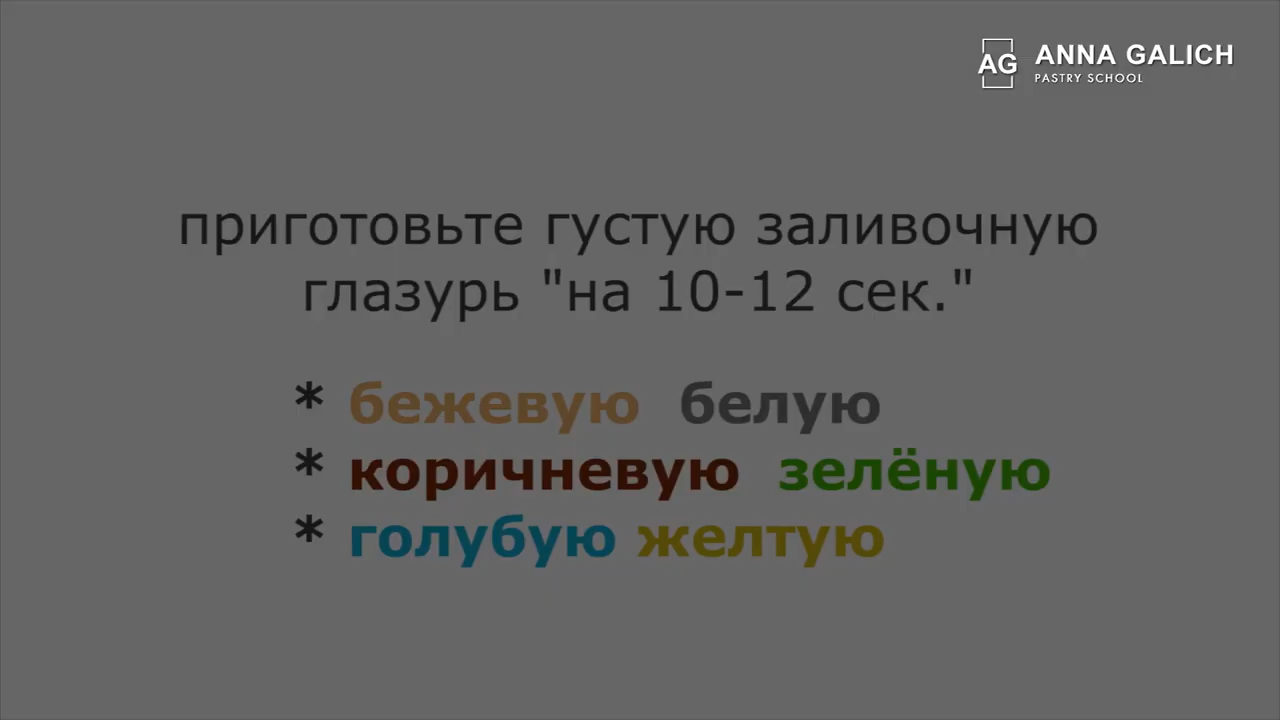 AG ANNA GALICH
PASTRY SCHOOL
приготовьте густую заливочную
глазурь "на 10-12 сек."
* бежевую белую
* коричневую зелёную
* голубую желтую